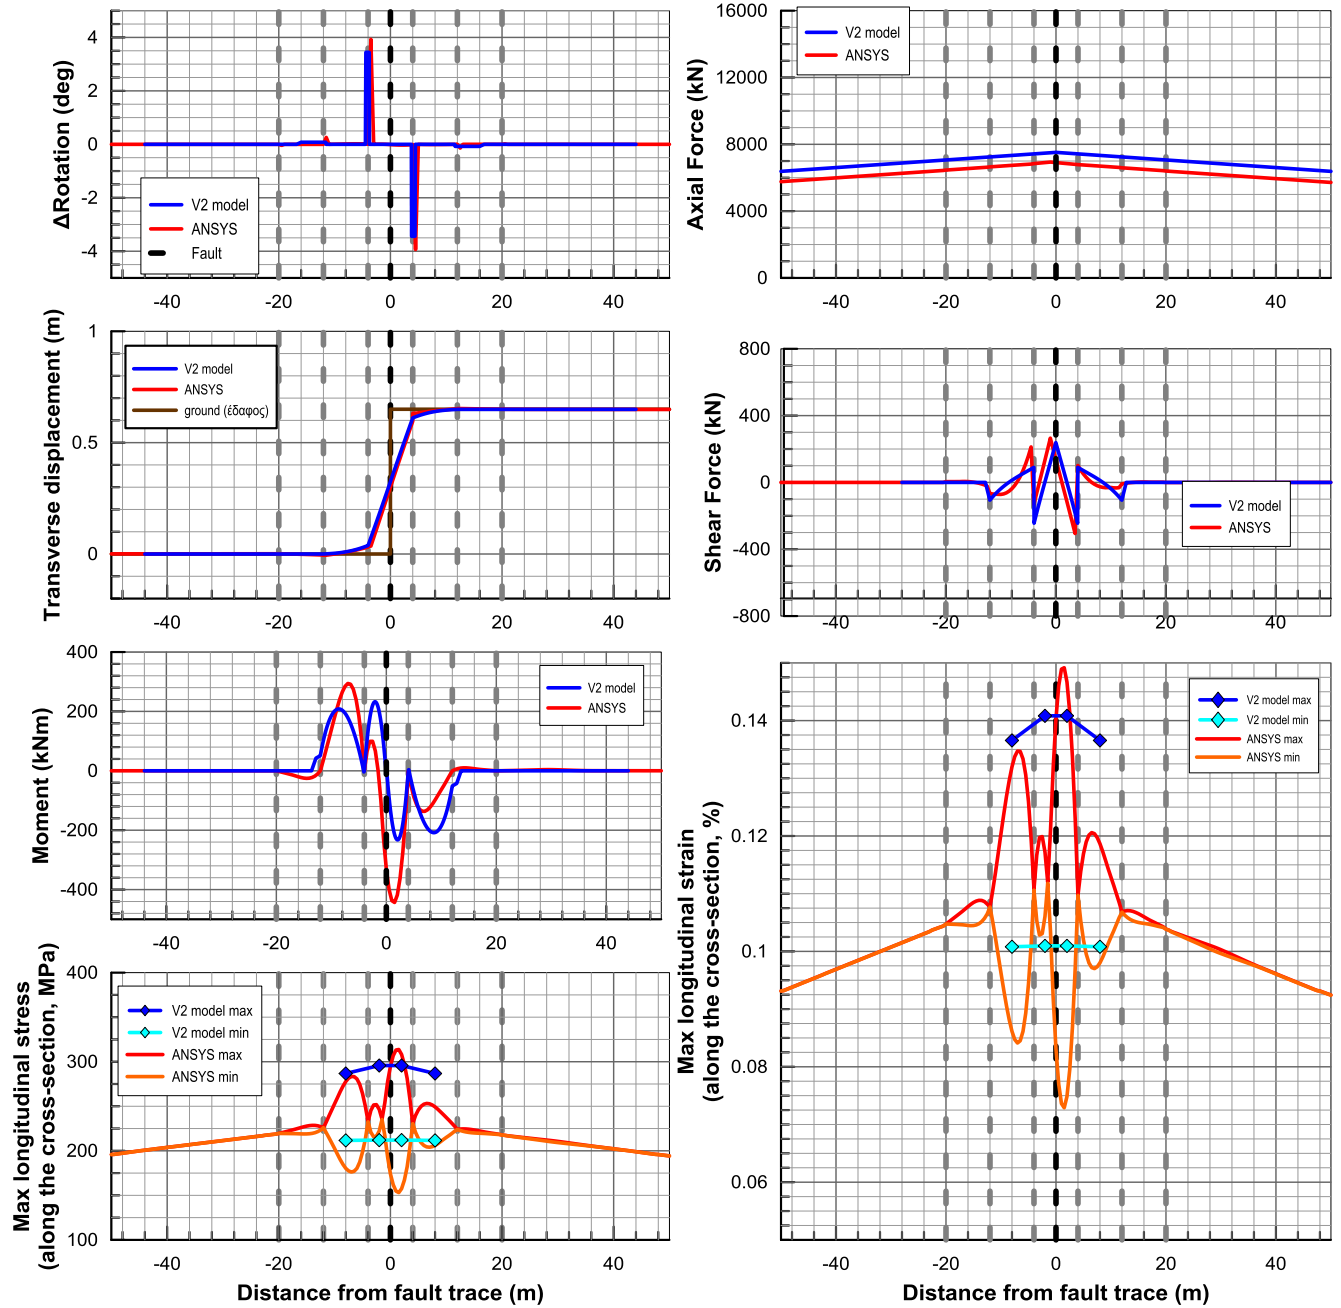 ΔRotation (deg)
4
2
0
-2
-4
V2 model
ANSYS
Fault
-40
-20
0
20
40
Axial Force (kN)
16000
12000
8000
4000
0
V2 model
ANSYS
-40
-20
0
20
40
Transverse displacement (m)
1
0.5
0
V2 model
ANSYS
ground (έδαφος)
-40
-20
0
20
40
Shear Force (kN)
800
400
0
-400
-800
V2 model
ANSYS
-40
-20
0
20
40
Moment (kNm)
400
200
0
-200
-400
V2 model
ANSYS
-40
-20
0
20
40
Max longitudinal stress
(along the cross-section, MPa)
400
300
200
100
V2 model max
V2 model min
ANSYS max
ANSYS min
-40
-20
0
20
40
Distance from fault trace (m)
Max longitudinal strain
(along the cross-section, %)
0.14
0.12
0.1
0.08
0.06
V2 model max
V2 model min
ANSYS max
ANSYS min
-40
-20
0
20
40
Distance from fault trace (m)